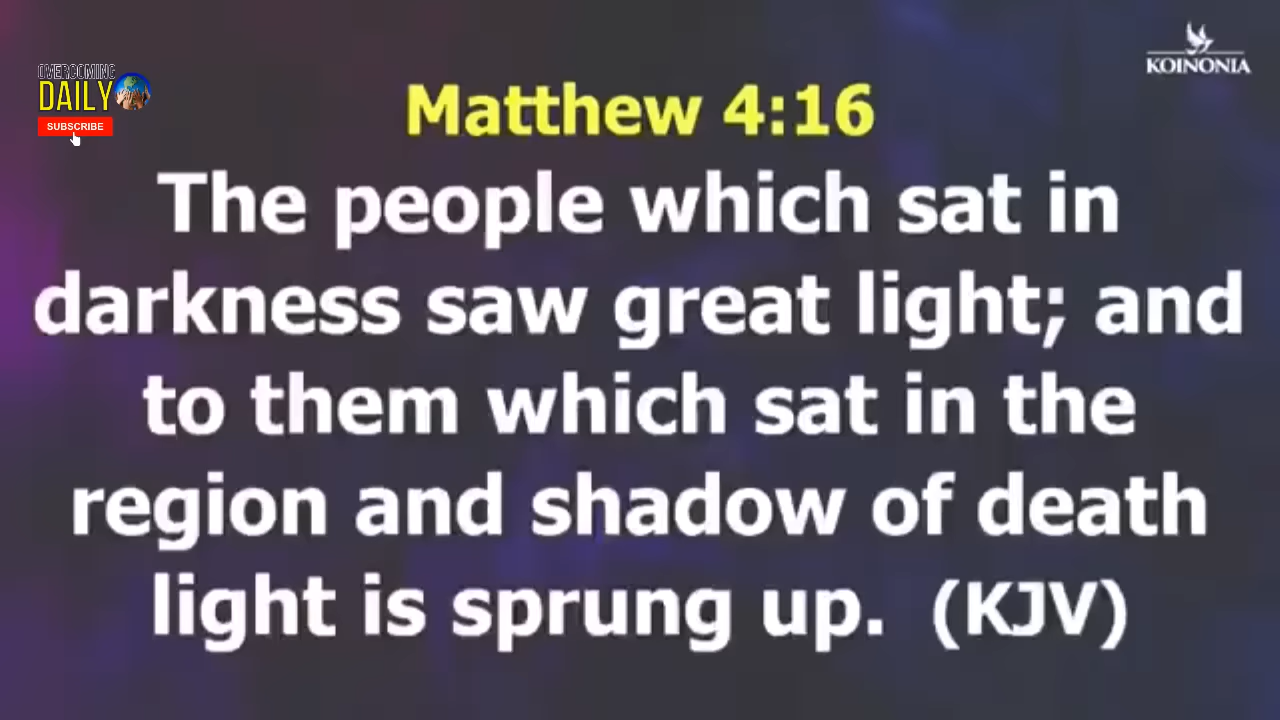 OVERCOMING
DAILY
SUBSCRIBE
KOINONIA
Matthew 4:16
The people which sat in
darkness saw great light; and
to them which sat in the
region and shadow of death
light is sprung up. (KJV)